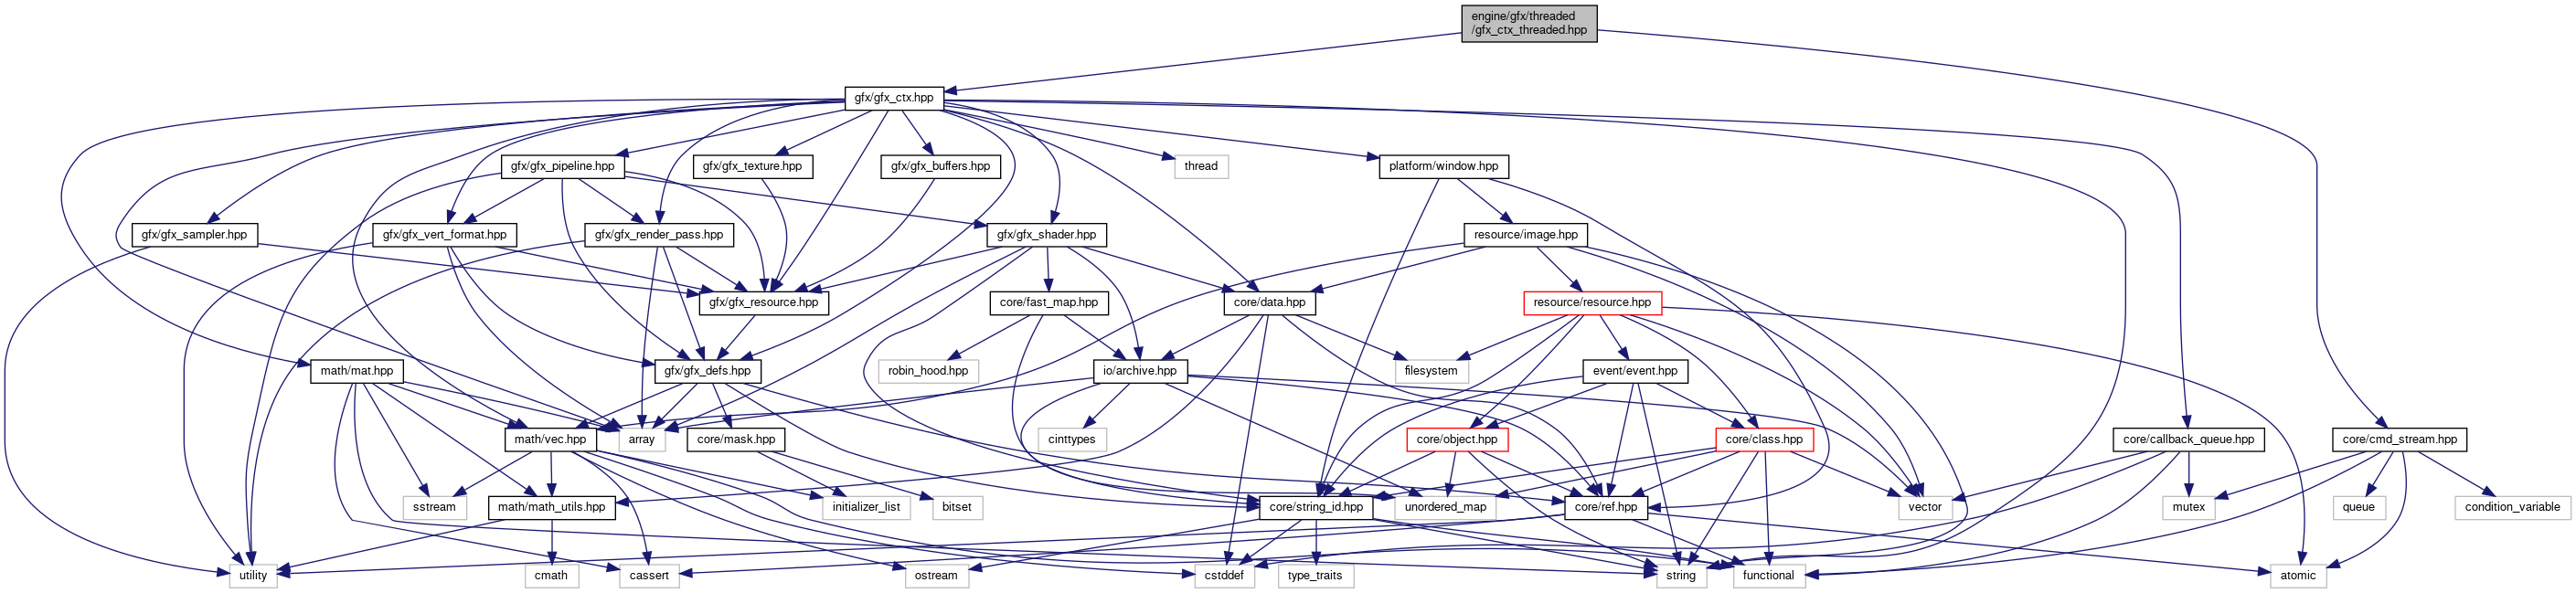 engine/gfx/threaded
/gfx_ctx_threaded.hpp
gfx/gfx_ctx.hpp
gfx/gfx_pipeline.hpp
gfx/gfx_texture.hpp
gfx/gfx_buffers.hpp
thread
platform/window.hpp
gfx/gfx_sampler.hpp
gfx/gfx_vert_format.hpp
gfx/gfx_render_pass.hpp
gfx/gfx_shader.hpp
resource/image.hpp
gfx/gfx_resource.hpp
core/fast_map.hpp
core/data.hpp
resource/resource.hpp
math/mat.hpp
gfx/gfx_defs.hpp
robin_hood.hpp
io/archive.hpp
filesystem
event/event.hpp
math/vec.hpp
array
core/mask.hpp
cinttypes
core/object.hpp
core/class.hpp
core/callback_queue.hpp
core/cmd_stream.hpp
sstream
math/math_utils.hpp
initializer_list
bitset
core/string_id.hpp
unordered_map
core/ref.hpp
vector
mutex
queue
condition_variable
utility
cmath
cassert
ostream
cstddef
type_traits
string
functional
atomic